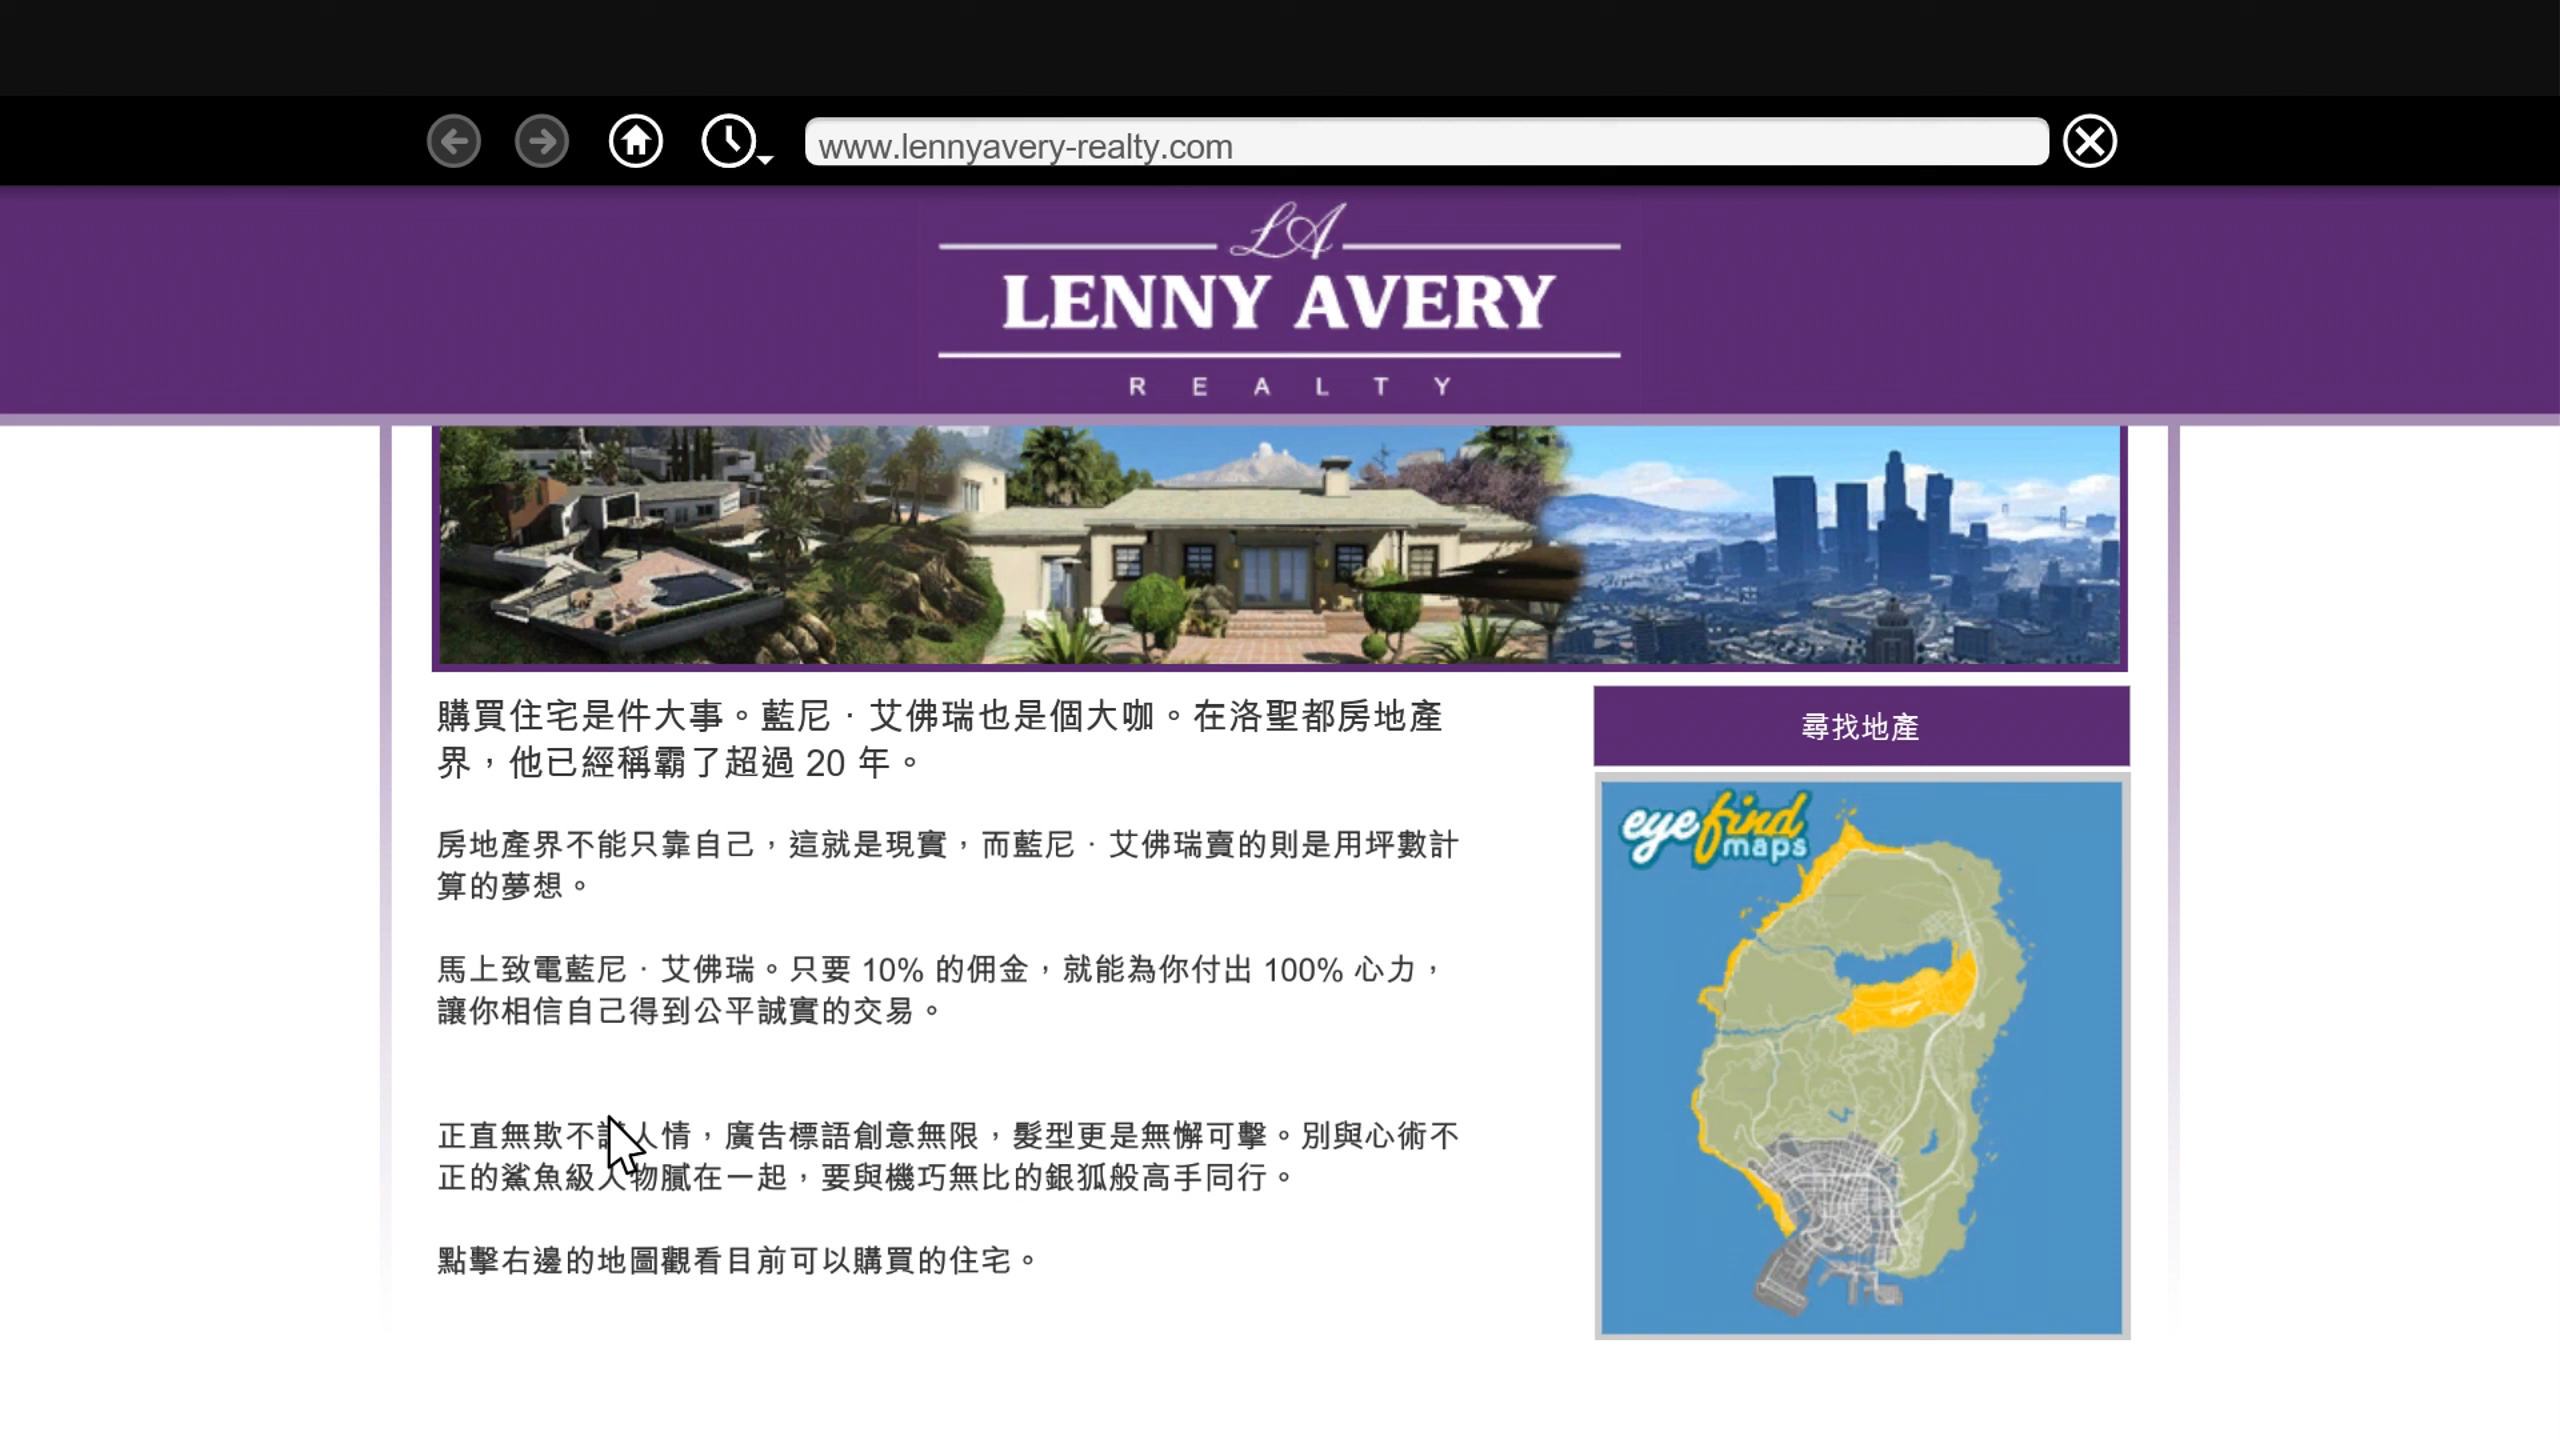 www.lennyavery-realty.com
LA
LENNY AVERY
REALTY
購買住宅是件大事。藍尼．艾佛瑞也是個大咖。在洛聖都房地產
界，他已經稱霸了超過 20 年。
房地產界不能只靠自己，這就是現實，而藍尼．艾佛瑞賣的則是用坪數計
算的夢想。
馬上致電藍尼．艾佛瑞。只要 10% 的佣金，就能為你付出 100% 心力，
讓你相信自己得到公平誠實的交易。
正直無欺不人情，廣告標語創意無限，髮型更是無懈可擊。別與心術不
正的鯊魚級人物膩在一起，要與機巧無比的銀狐般高手同行。
點擊右邊的地圖觀看目前可以購買的住宅。
尋找地產
eyefind
maps